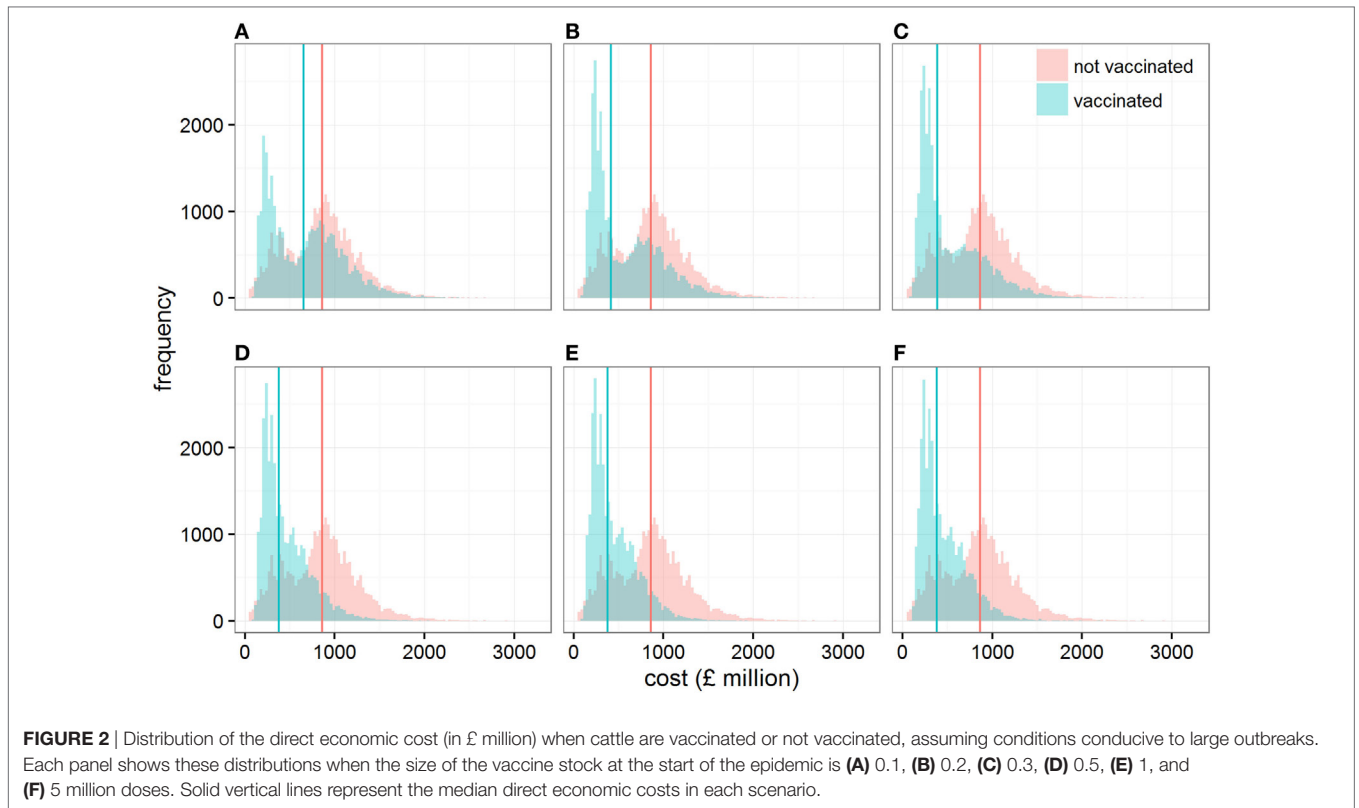 A
B
C
not vaccinated
vaccinated
2000
1000
0
frequency
D
E
F
2000
1000
0
0 1000 2000 3000
0 1000 2000 3000
0 1000 2000 3000
cost (£ million)
FIGURE 2 | Distribution of the direct economic cost (in £ million) when cattle are vaccinated or not vaccinated, assuming conditions conducive to large outbreaks.
Each panel shows these distributions when the size of the vaccine stock at the start of the epidemic is (A) 0.1, (B) 0.2, (C) 0.3, (D) 0.5, (E) 1, and
(F) 5 million doses. Solid vertical lines represent the median direct economic costs in each scenario.